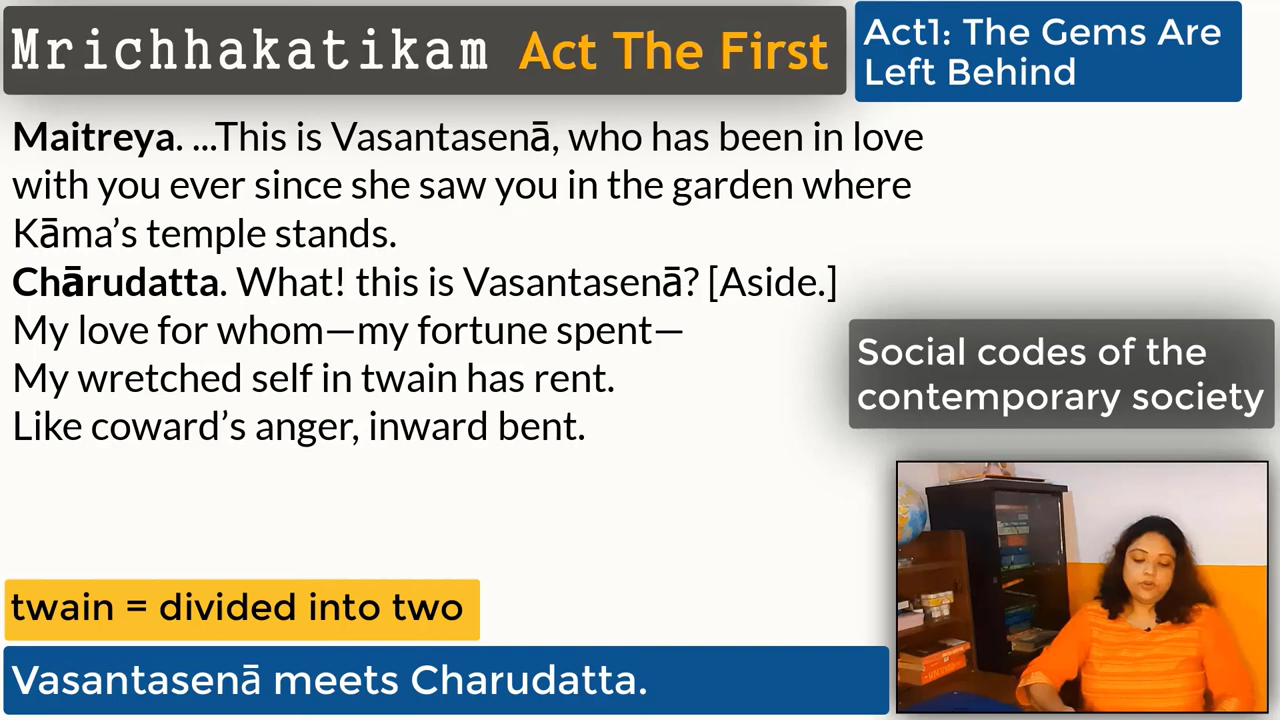 Mrichhakatikam Act The First
Act1: The Gems Are
Left Behind
Maitreya. ...This is Vasantasenā, who has been in love
with you ever since she saw you in the garden where
Kāma’s temple stands.
Chārudatta. What! this is Vasantasenā? [Aside.]
My love for whom—my fortune spent—
My wretched self in twain has rent.
Like coward’s anger, inward bent.
Social codes of the
contemporary society
twain = divided into two
Vasantasenā meets Charudatta.